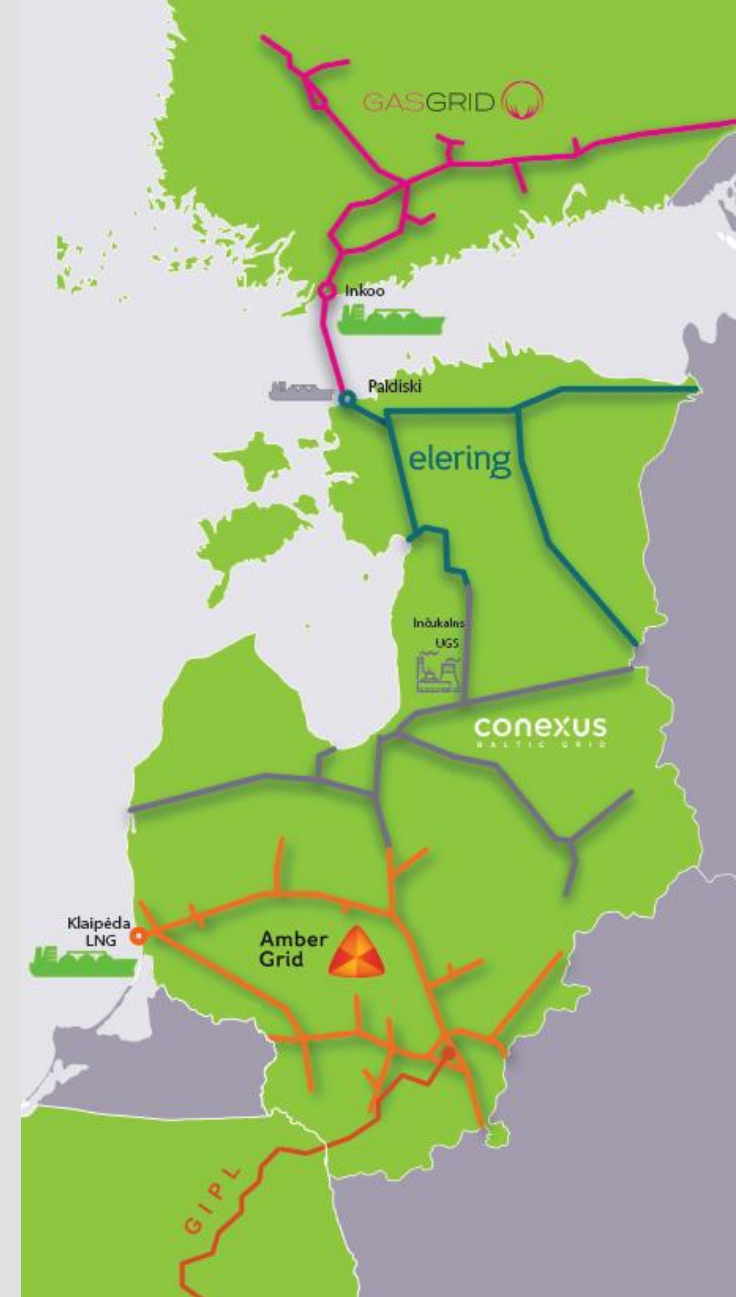 GASGRID
Inkoo
Paldiski
elering
Inčukalns
UGS
conexus
BALTIC GRID
Klaipėda
LNG
Amber
Grid
GIPL